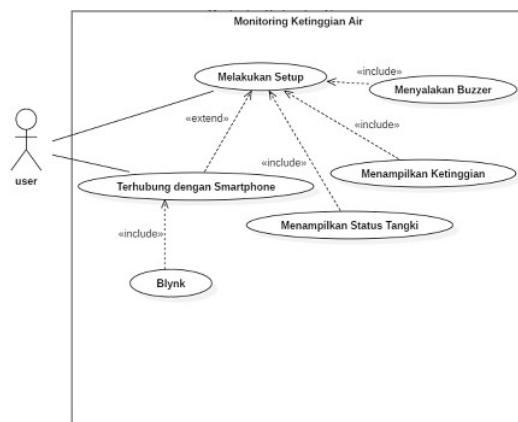 Monitoring Ketinggian Air
Melakukan Setup
«include»
Menyalakan Buzzer
«extend»
«include»
«include»
Menampilkan Ketinggian
user
Terhubung dengan Smartphone
Menampilkan Status Tangki
«include»
Blynk